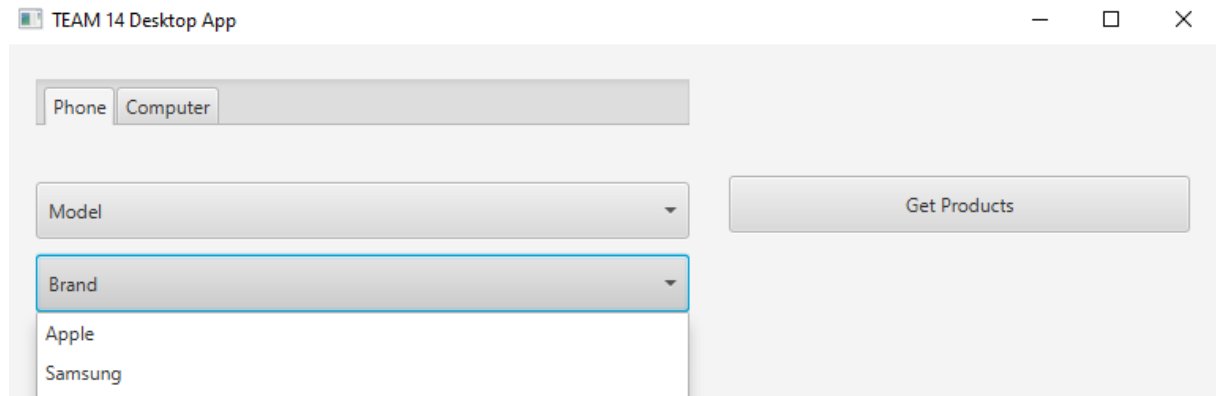 TEAM 14 Desktop App
Phone Computer
Model
Get Products
Brand
Apple
Samsung